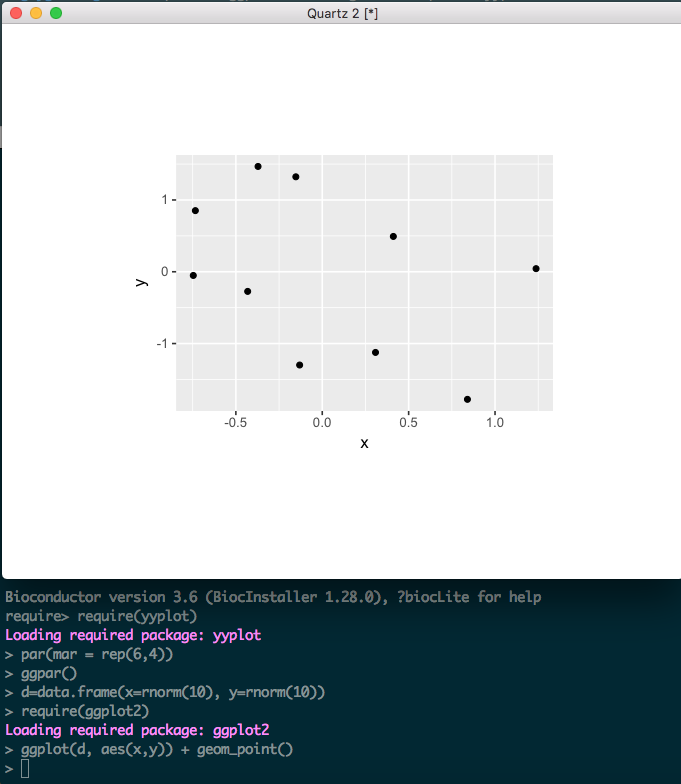 Quartz 2 [*]
1
0
-1
y
-0.5 0.0 0.5 1.0
x
Bioconductor version 3.6 (BiocInstaller 1.28.0), ?biocLite for help
require> require(yyplot)
Loading required package: yyplot
> par(mar = rep(6,4))
> ggpar()
> d=data.frame(x=rnorm(10), y=rnorm(10))
> require(ggplot2)
Loading required package: ggplot2
> ggplot(d, aes(x,y)) + geom_point()
>